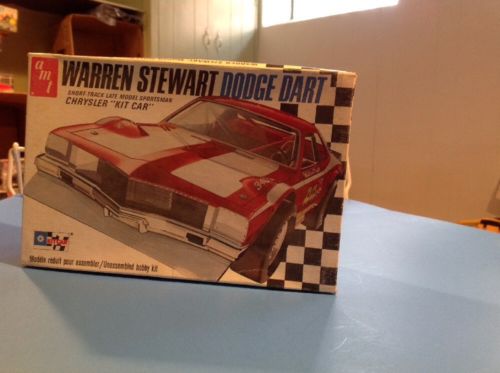 amt
WARREN STEWART DODGE DART
SHORT TRACK LATE MODEL SPORTSMAN
CHRYSLER "KIT CAR"
340
Modèle réduit pour assembler/Unassembled hobby kit